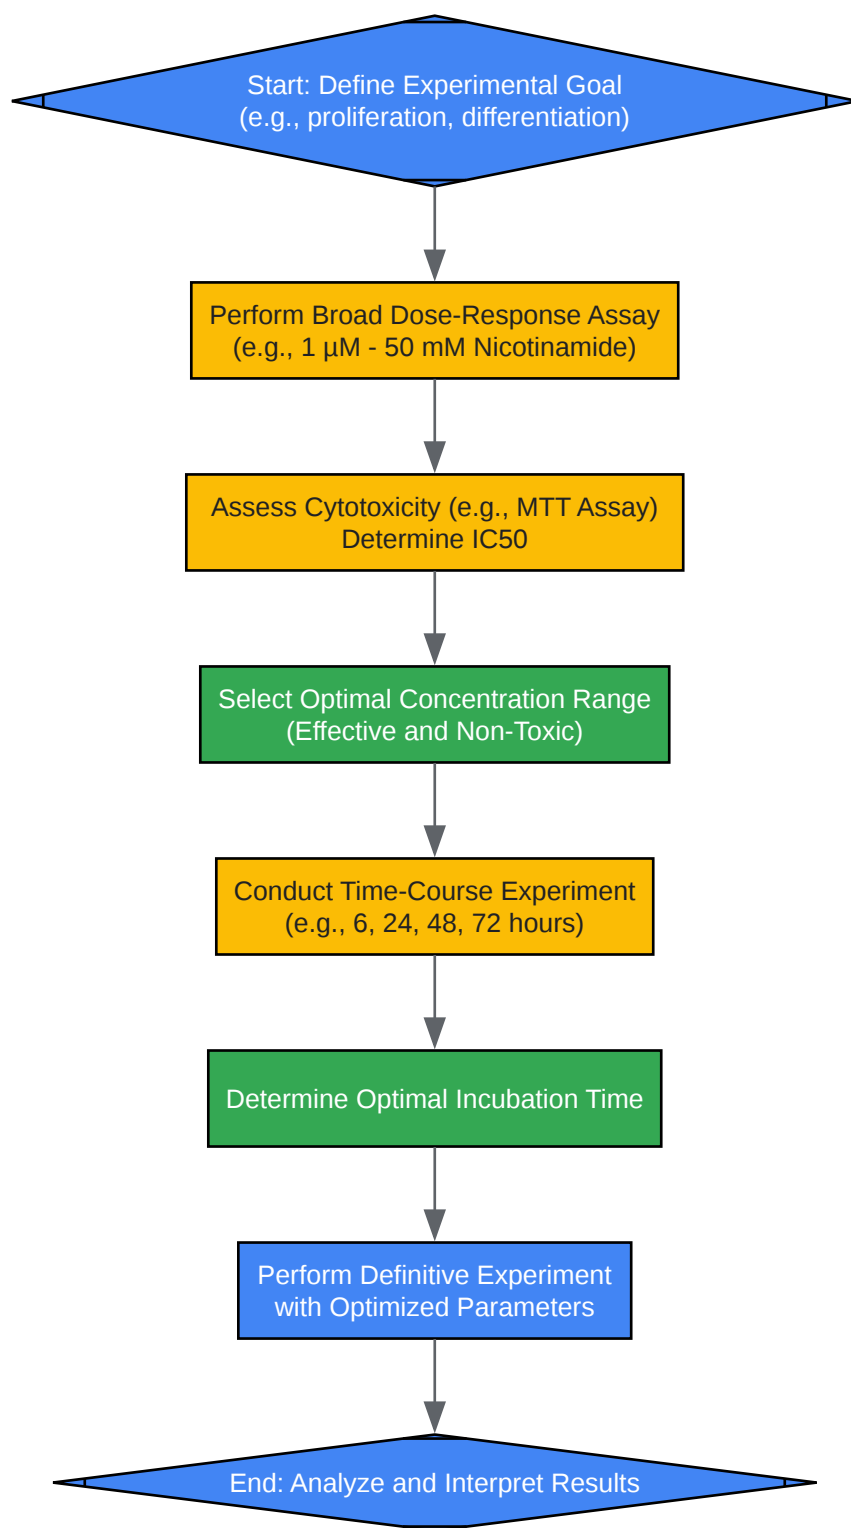 Start: Define Experimental Goal
(e.g., proliferation, differentiation)
Perform Broad Dose-Response Assay
(e.g., 1 µM - 50 mM Nicotinamide)
Assess Cytotoxicity (e.g., MTT Assay)
Determine IC50
Select Optimal Concentration Range
(Effective and Non-Toxic)
Conduct Time-Course Experiment
(e.g., 6, 24, 48, 72 hours)
Determine Optimal Incubation Time
Perform Definitive Experiment
with Optimized Parameters
End: Analyze and Interpret Results